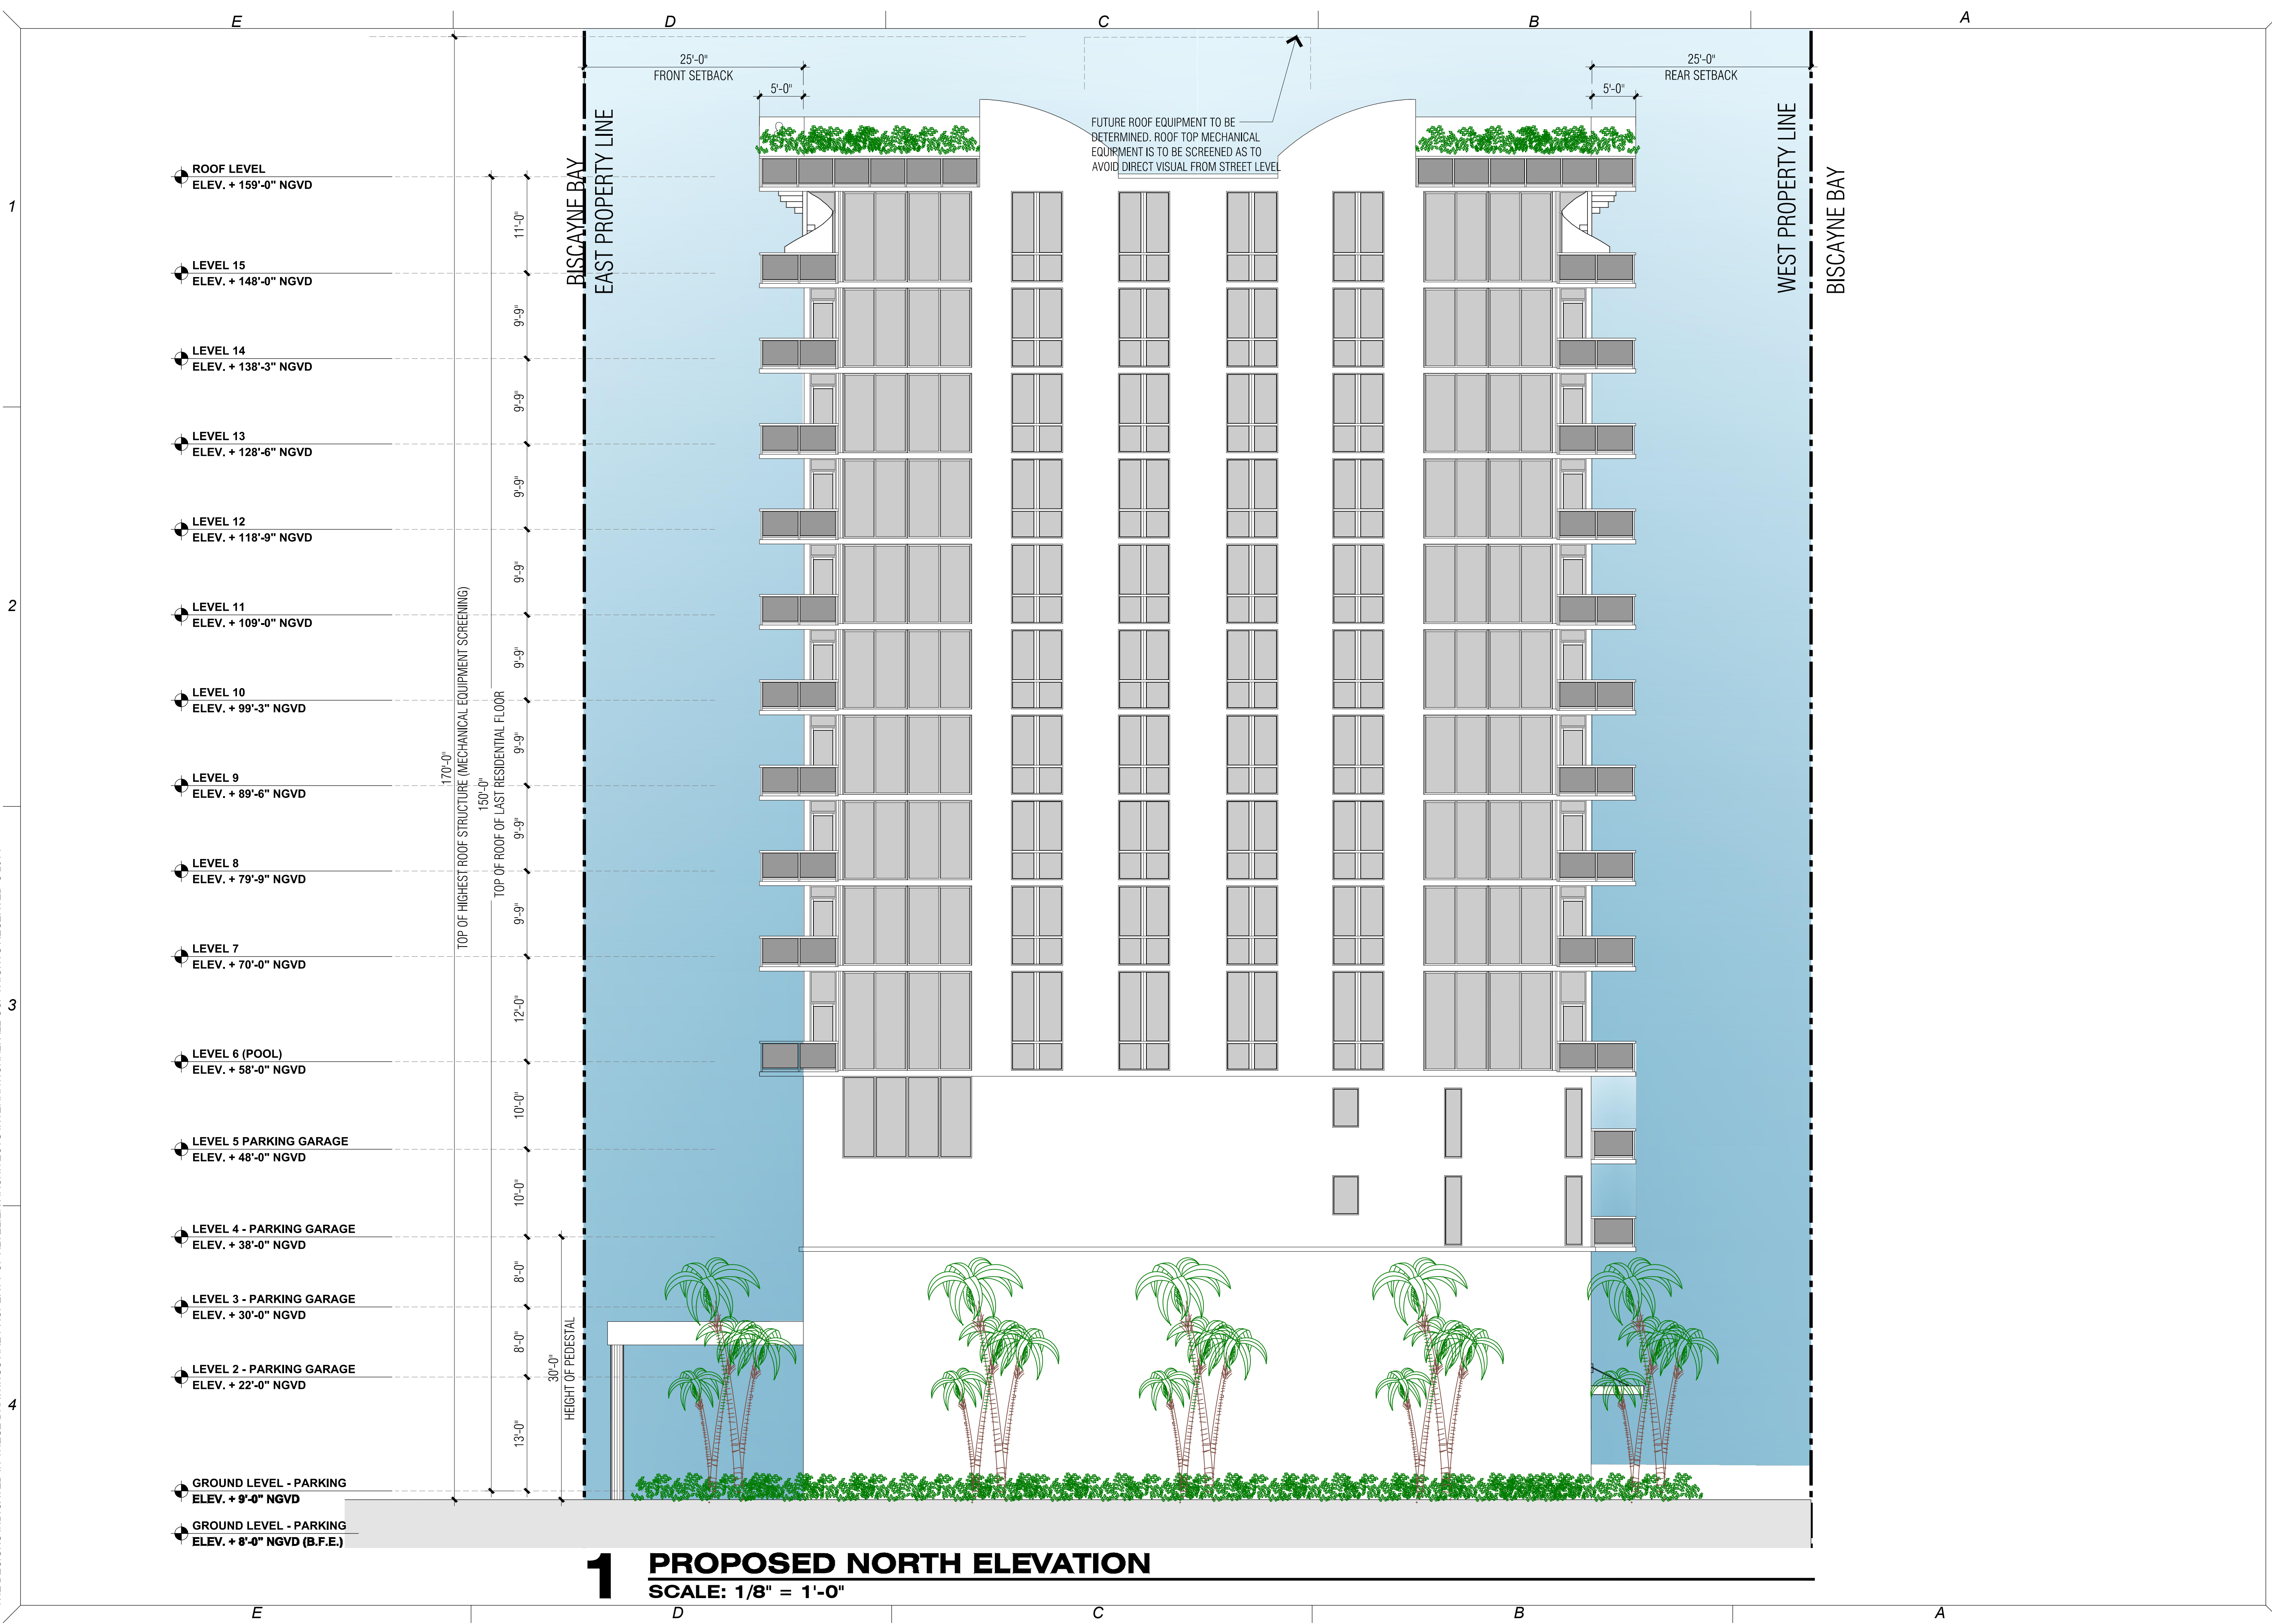 E
D
C
B
A
25'-0"
FRONT SETBACK
25'-0"
REAR SETBACK
5'-0"
5'-0"
FUTURE ROOF EQUIPMENT TO BE
DETERMINED. ROOF TOP MECHANICAL
EQUIPMENT IS TO BE SCREENED AS TO
AVOID DIRECT VISUAL FROM STREET LEVEL
BISCAYNE BAY
EAST PROPERTY LINE
WEST PROPERTY LINE
BISCAYNE BAY
1
2
3
4
ROOF LEVEL
ELEV. + 159'-0" NGVD
LEVEL 15
ELEV. + 148'-0" NGVD
LEVEL 14
ELEV. + 138'-3" NGVD
LEVEL 13
ELEV. + 128'-6" NGVD
LEVEL 12
ELEV. + 118'-9" NGVD
LEVEL 11
ELEV. + 109'-0" NGVD
LEVEL 10
ELEV. + 99'-3" NGVD
LEVEL 9
ELEV. + 89'-6" NGVD
LEVEL 8
ELEV. + 79'-9" NGVD
LEVEL 7
ELEV. + 70'-0" NGVD
LEVEL 6 (POOL)
ELEV. + 58'-0" NGVD
LEVEL 5 PARKING GARAGE
ELEV. + 48'-0" NGVD
LEVEL 4 - PARKING GARAGE
ELEV. + 38'-0" NGVD
LEVEL 3 - PARKING GARAGE
ELEV. + 30'-0" NGVD
LEVEL 2 - PARKING GARAGE
ELEV. + 22'-0" NGVD
GROUND LEVEL - PARKING
ELEV. + 9'-0" NGVD
GROUND LEVEL - PARKING
ELEV. + 8'-0" NGVD (B.F.E.)
170'-0"
TOP OF HIGHEST ROOF STRUCTURE (MECHANICAL EQUIPMENT SCREENING)
150'-0"
TOP OF ROOF OF LAST RESIDENTIAL FLOOR
11'-0"
9'-9"
9'-9"
9'-9"
9'-9"
9'-9"
9'-9"
9'-9"
9'-9"
12'-0"
10'-0"
10'-0"
8'-0"
8'-0"
13'-0"
30'-0"
HEIGHT OF PEDESTAL
1
PROPOSED NORTH ELEVATION
SCALE: 1/8" = 1'-0"
E
D
C
B
A